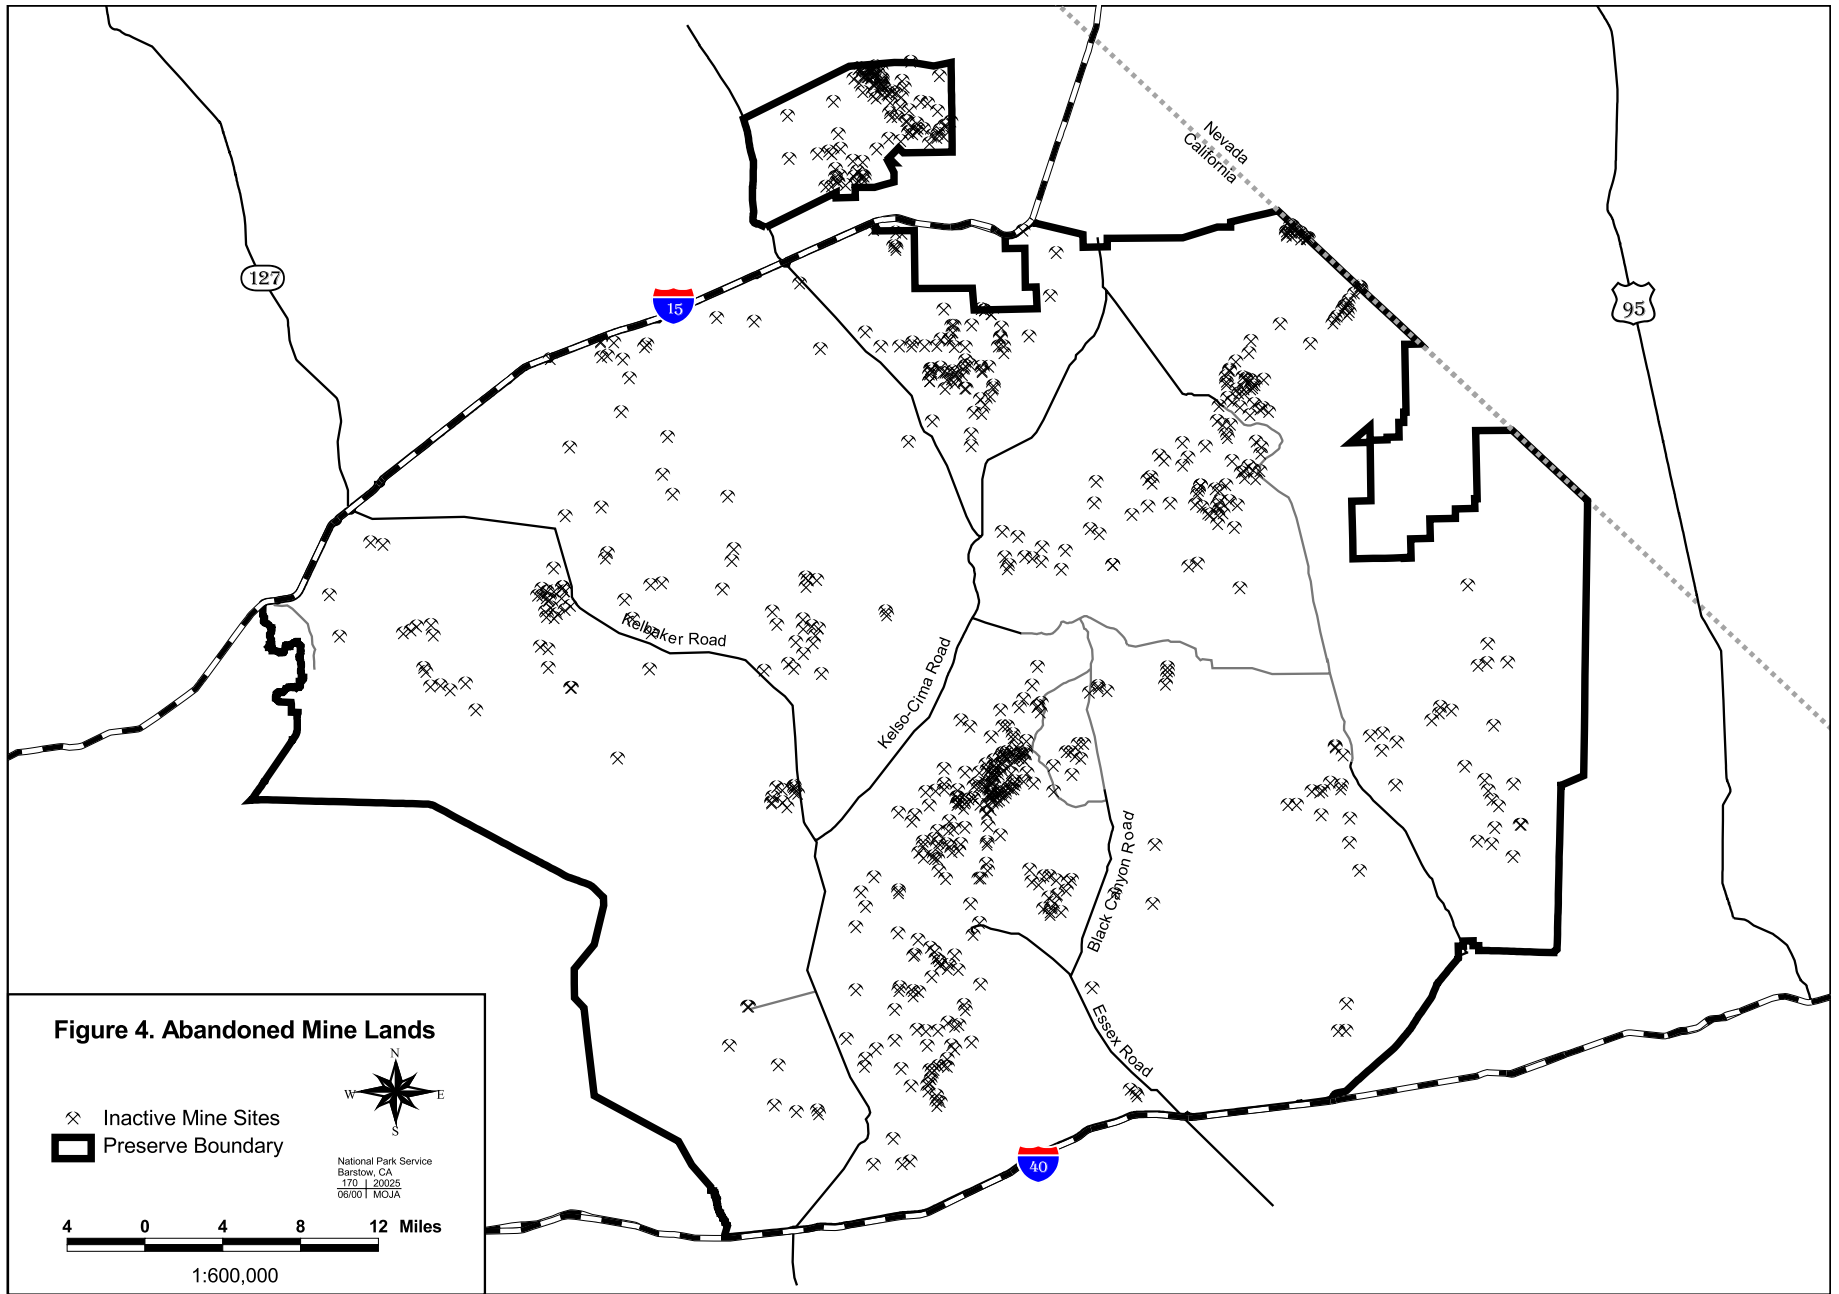 Nevada
California
127
15
95
Kelbaker Road
Kelso-Cima Road
Black Canyon Road
Essex Road
40
Figure 4. Abandoned Mine Lands
N
W E
S
Inactive Mine Sites
Preserve Boundary
National Park Service
Barstow, CA
170 | 20025
06/00 | MOJA
4 0 4 8 12 Miles
1:600,000